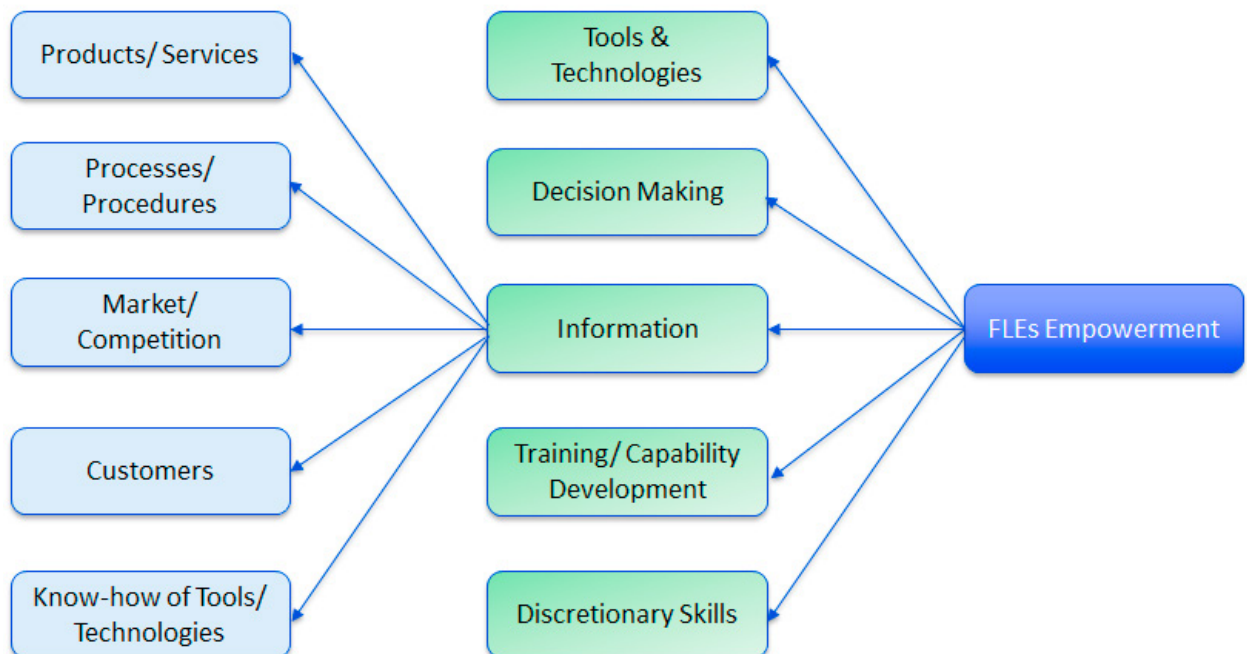 Products/ Services
Processes/
Procedures
Market/
Competition
Customers
Know-how of Tools/
Technologies
Tools &
Technologies
Decision Making
Information
Training/ Capability
Development
Discretionary Skills
FLEs Empowerment